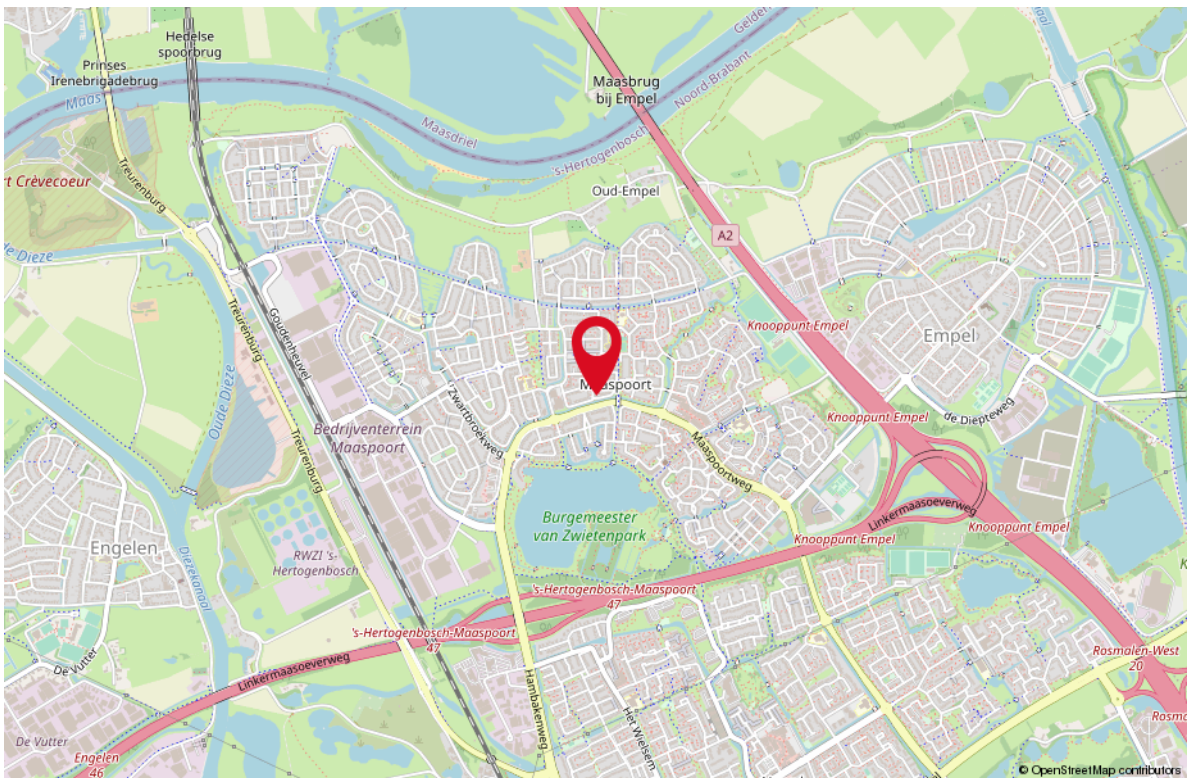 Hedelse
spoorbrug
Prinses
Irenebrigadebrug
Maas
Maasdriel
's-Hertogenbosch
Noord-Brabant
Gelder
Maasbrug
bij Empel
Oud-Empel
A2
Treurenburg
rt Crèvecoeur
de Dieze
Goudenheuvel
Treurenburg
Oude Dieze
Treurenburg
Knooppunt Empel
Empel
Maaspoort
Zwartbroekweg
Bedrijventerrein
Maaspoort
Maaspoortweg
Knooppunt Empel
de Diepteweg
Linkermaasoeverweg
Knooppunt Empel
Knooppunt Empel
Burgemeester
van Zwietenpark
Engelen
Diezekanaal
RWZI 's-
Hertogenbosch
's-Hertogenbosch-Maaspoort
47
's-Hertogenbosch-Maaspoort
47
De Vutter
Linkermaasoeverweg
Hambakenweg
Het Wielsem
Rosmalen-West
20
Rosma
De Vutter
Engelen
46
© OpenStreetMap contributors